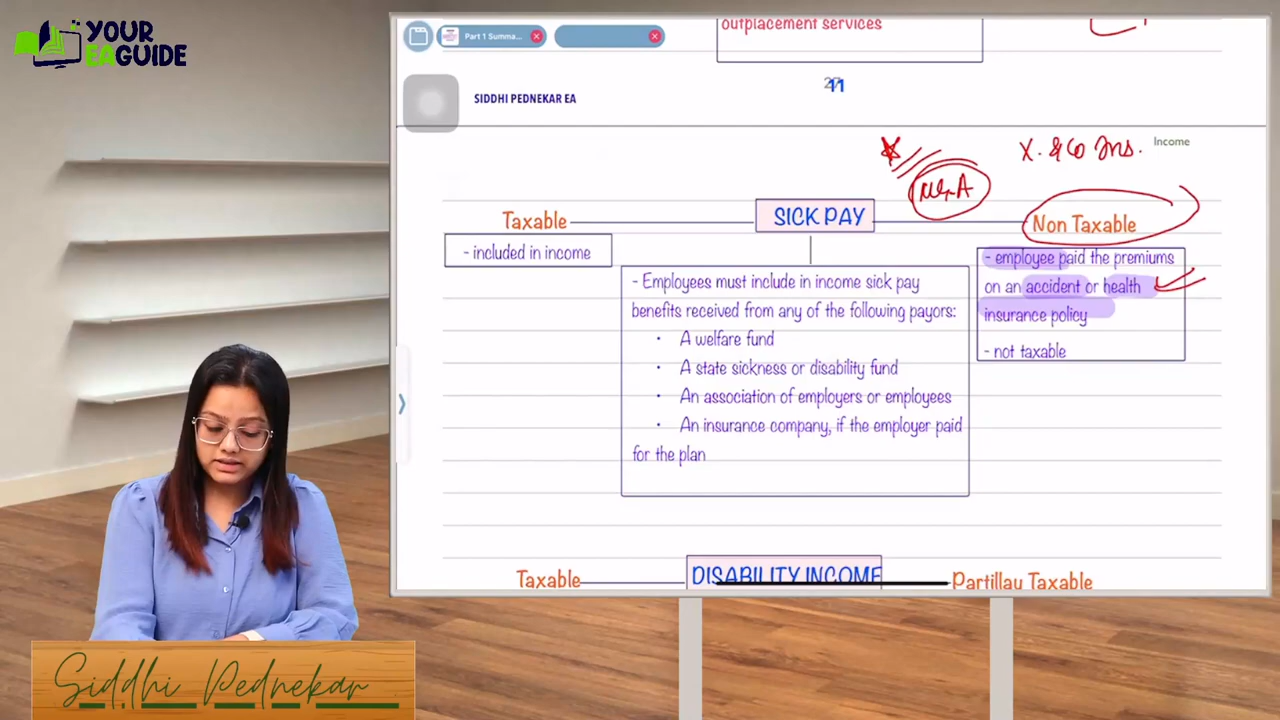 YOUR
EAGUIDE
Part 1 Summa...
outplacement services
11
SIDDHI PEDNEKAR EA
Income
X. & Co Ins.
Taxable
SICK PAY
Non Taxable
- included in income
- Employees must include in income sick pay
benefits received from any of the following payors:
• A welfare fund
• A state sickness or disability fund
• An association of employers or employees
• An insurance company, if the employer paid
for the plan
- employee paid the premiums
on an accident or health
insurance policy
- not taxable
Taxable
DISABILITY INCOME
Partillau Taxable
Siddhi Pednekar